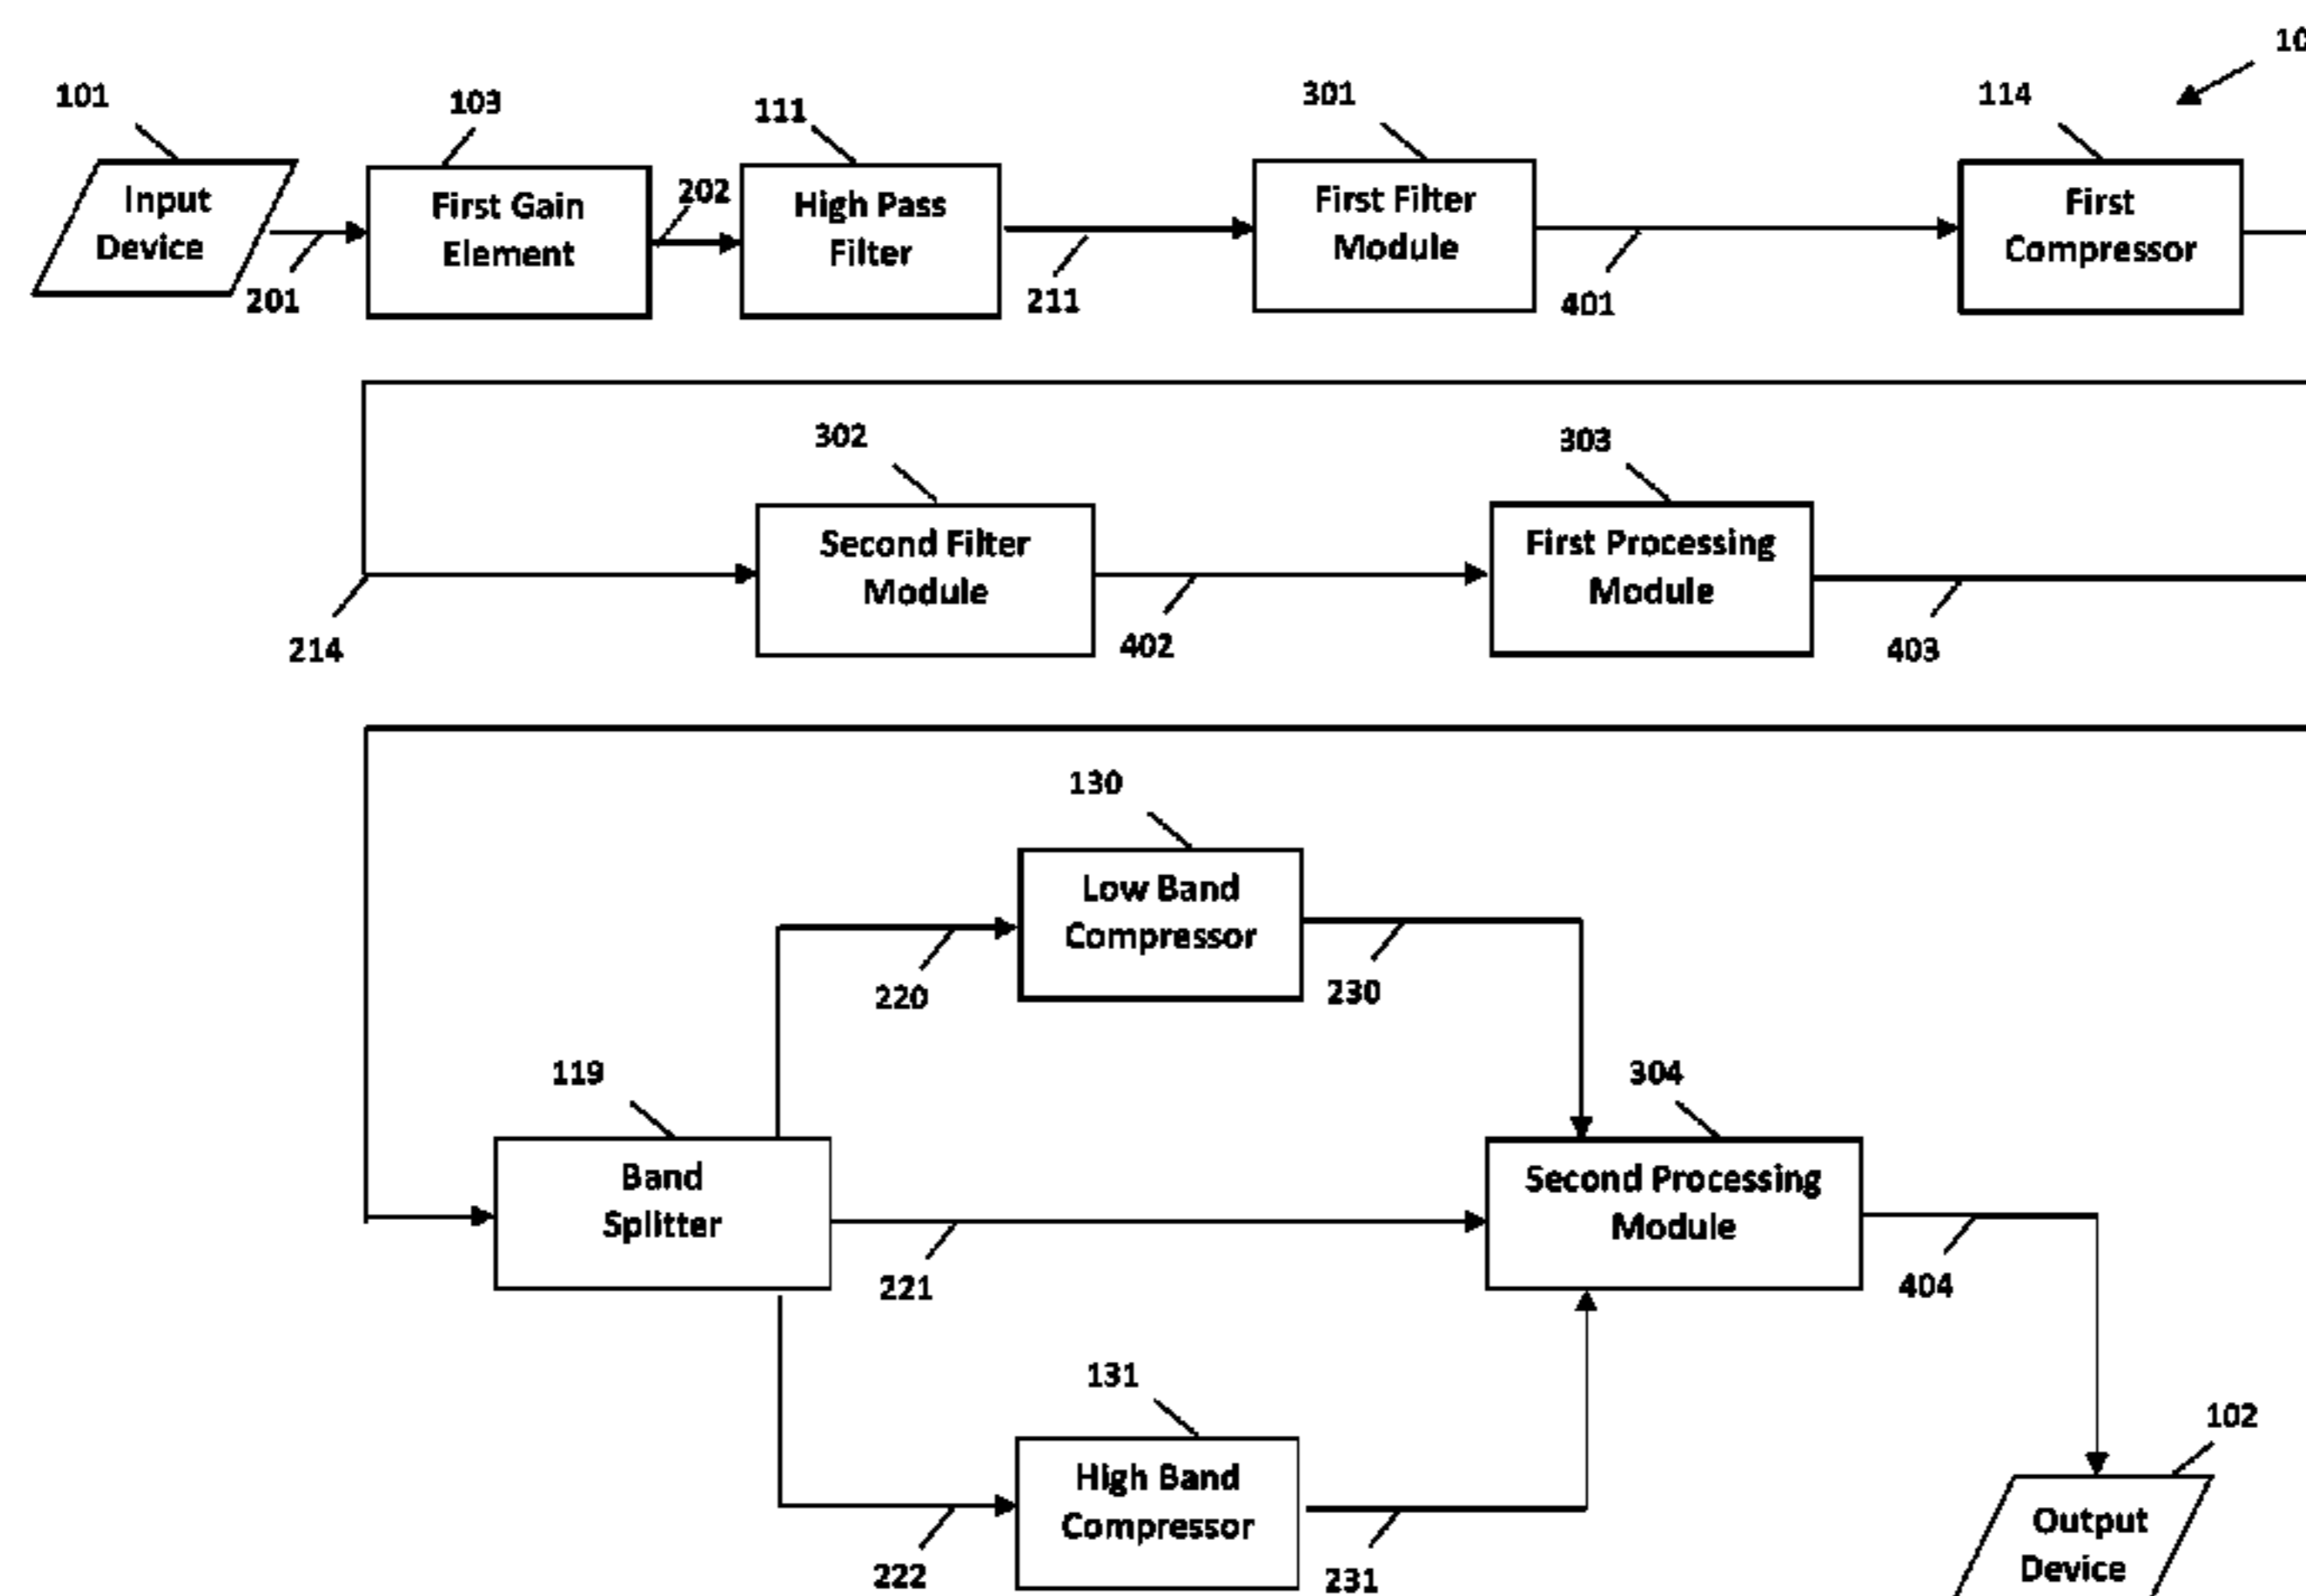 10
101
103
111
301
114
Input
Device
First Gain
Element
202
High Pass
Filter
First Filter
Module
First
Compressor
201
211
401
302
303
Second Filter
Module
First Processing
Module
214
402
403
130
Low Band
Compressor
220
230
119
304
Band
Splitter
Second Processing
Module
221
404
131
102
High Band
Compressor
Output
Device
222
231